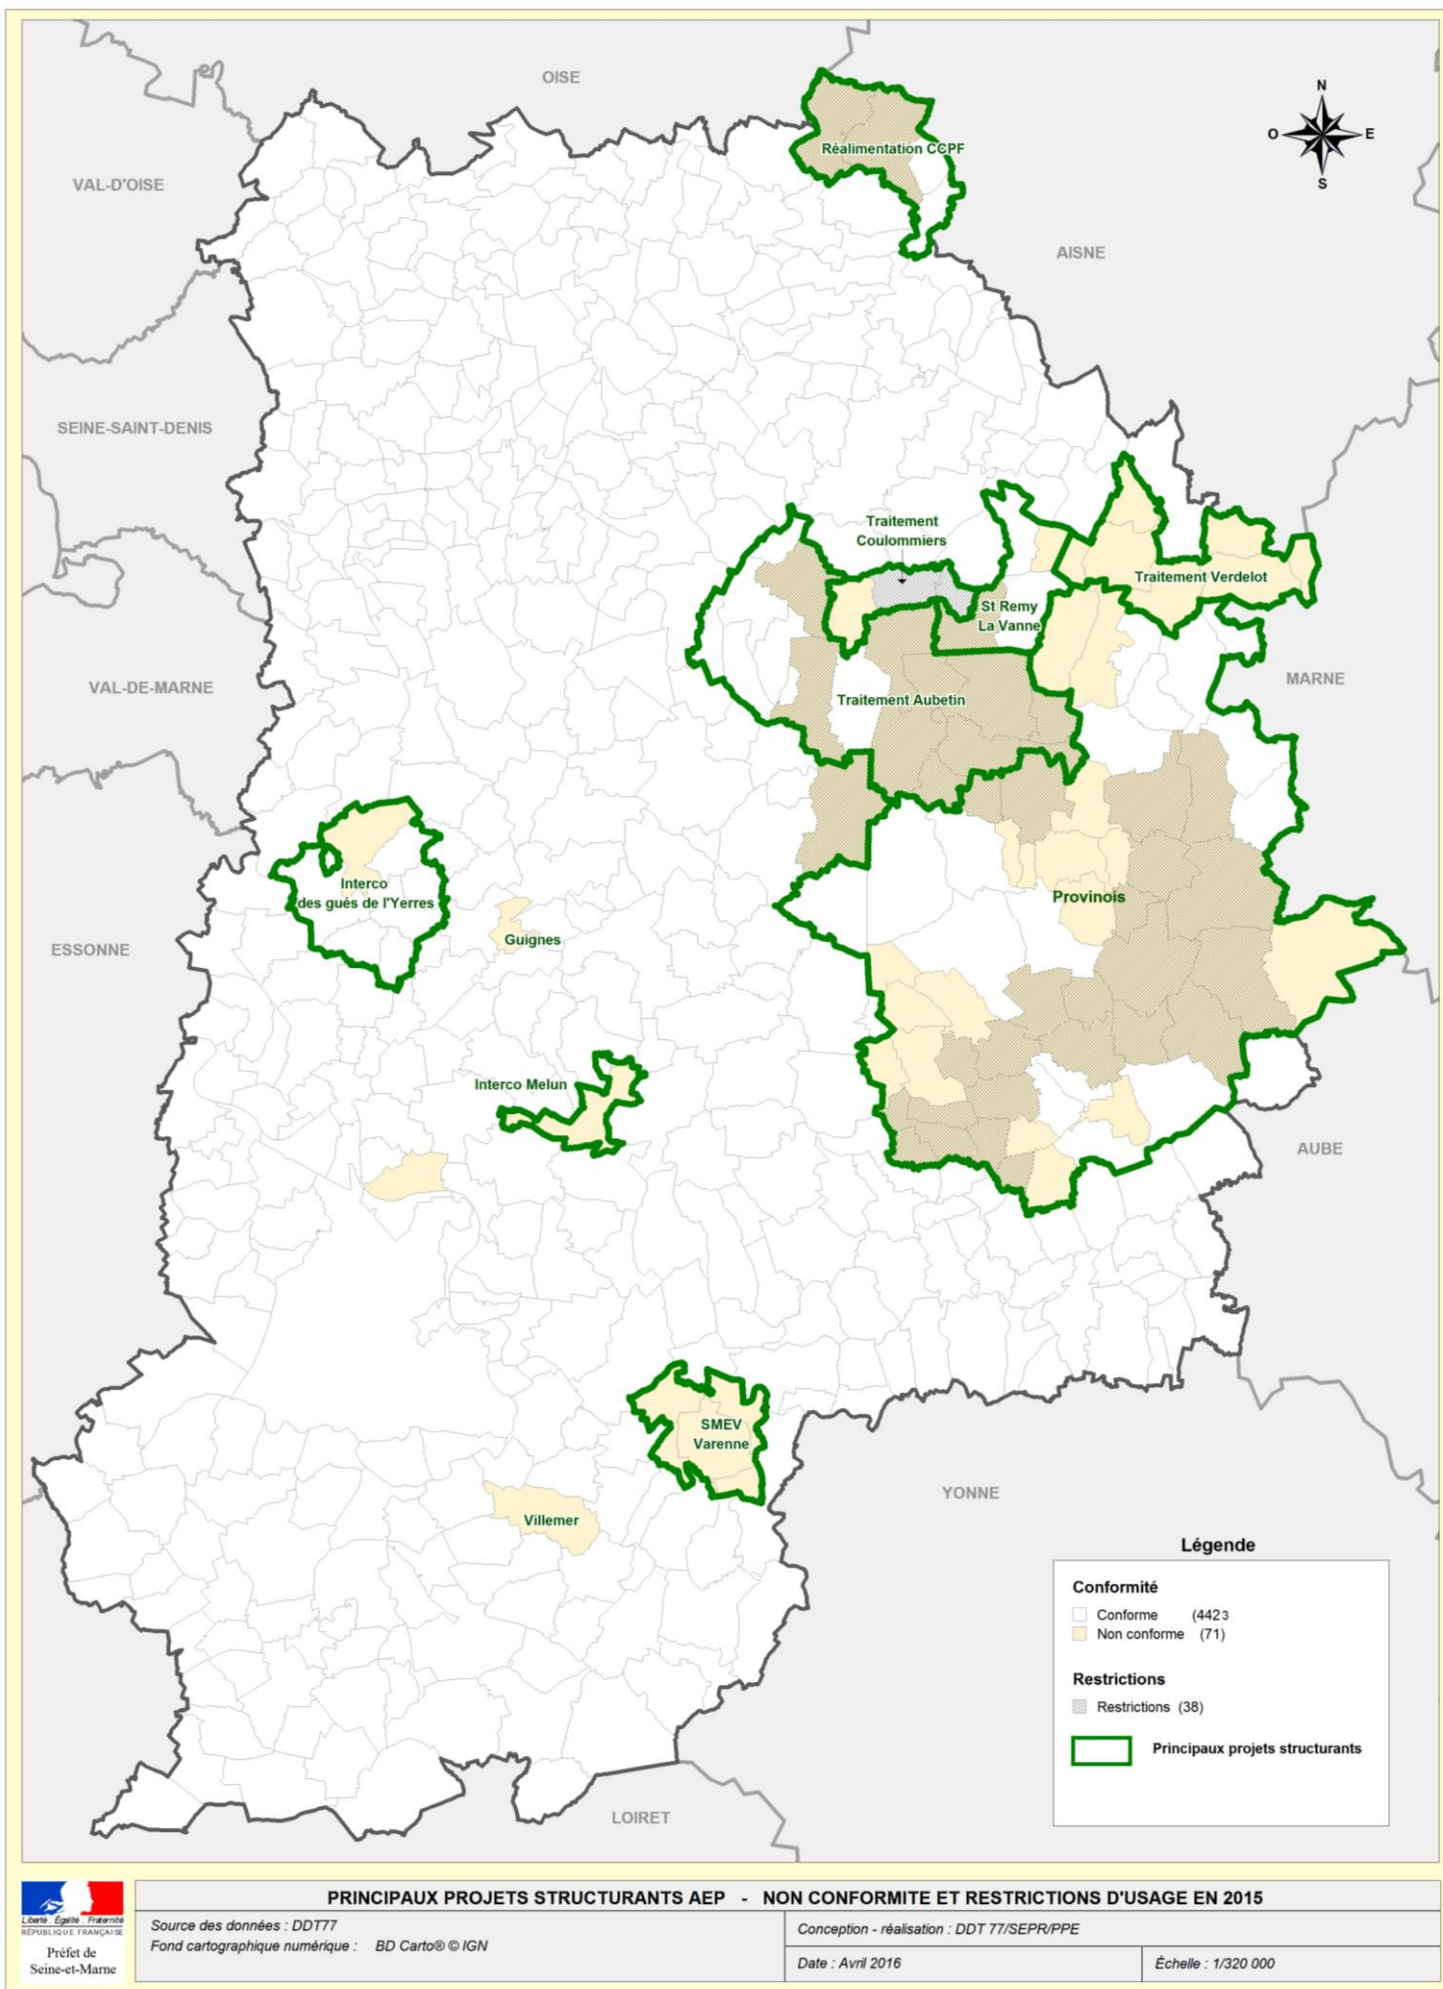 OISE
N
O
E
S
Réalimentation CCPF
VAL-D'OISE
AISNE
SEINE-SAINT-DENIS
Traitement
Coulommiers
Traitement Verdelot
St Remy
La Vanne
VAL-DE-MARNE
MARNE
Traitement Aubetin
Interco
des gués de l'Yerres
Provinois
Guignes
ESSONNE
Interco Melun
AUBE
SMEV
Varenne
YONNE
Villemer
Légende
Conformité
Conforme (4423
Non conforme (71)
Restrictions
Restrictions (38)
Principaux projets structurants
LOIRET
Liberté . Égalité . Fraternité
RÉPUBLIQUE FRANÇAISE
Préfet de
Seine-et-Marne
PRINCIPAUX PROJETS STRUCTURANTS AEP - NON CONFORMITE ET RESTRICTIONS D'USAGE EN 2015
Source des données : DDT77
Fond cartographique numérique : BD Carto® © IGN
Conception - réalisation : DDT 77/SEPR/PPE
Date : Avril 2016
Échelle : 1/320 000